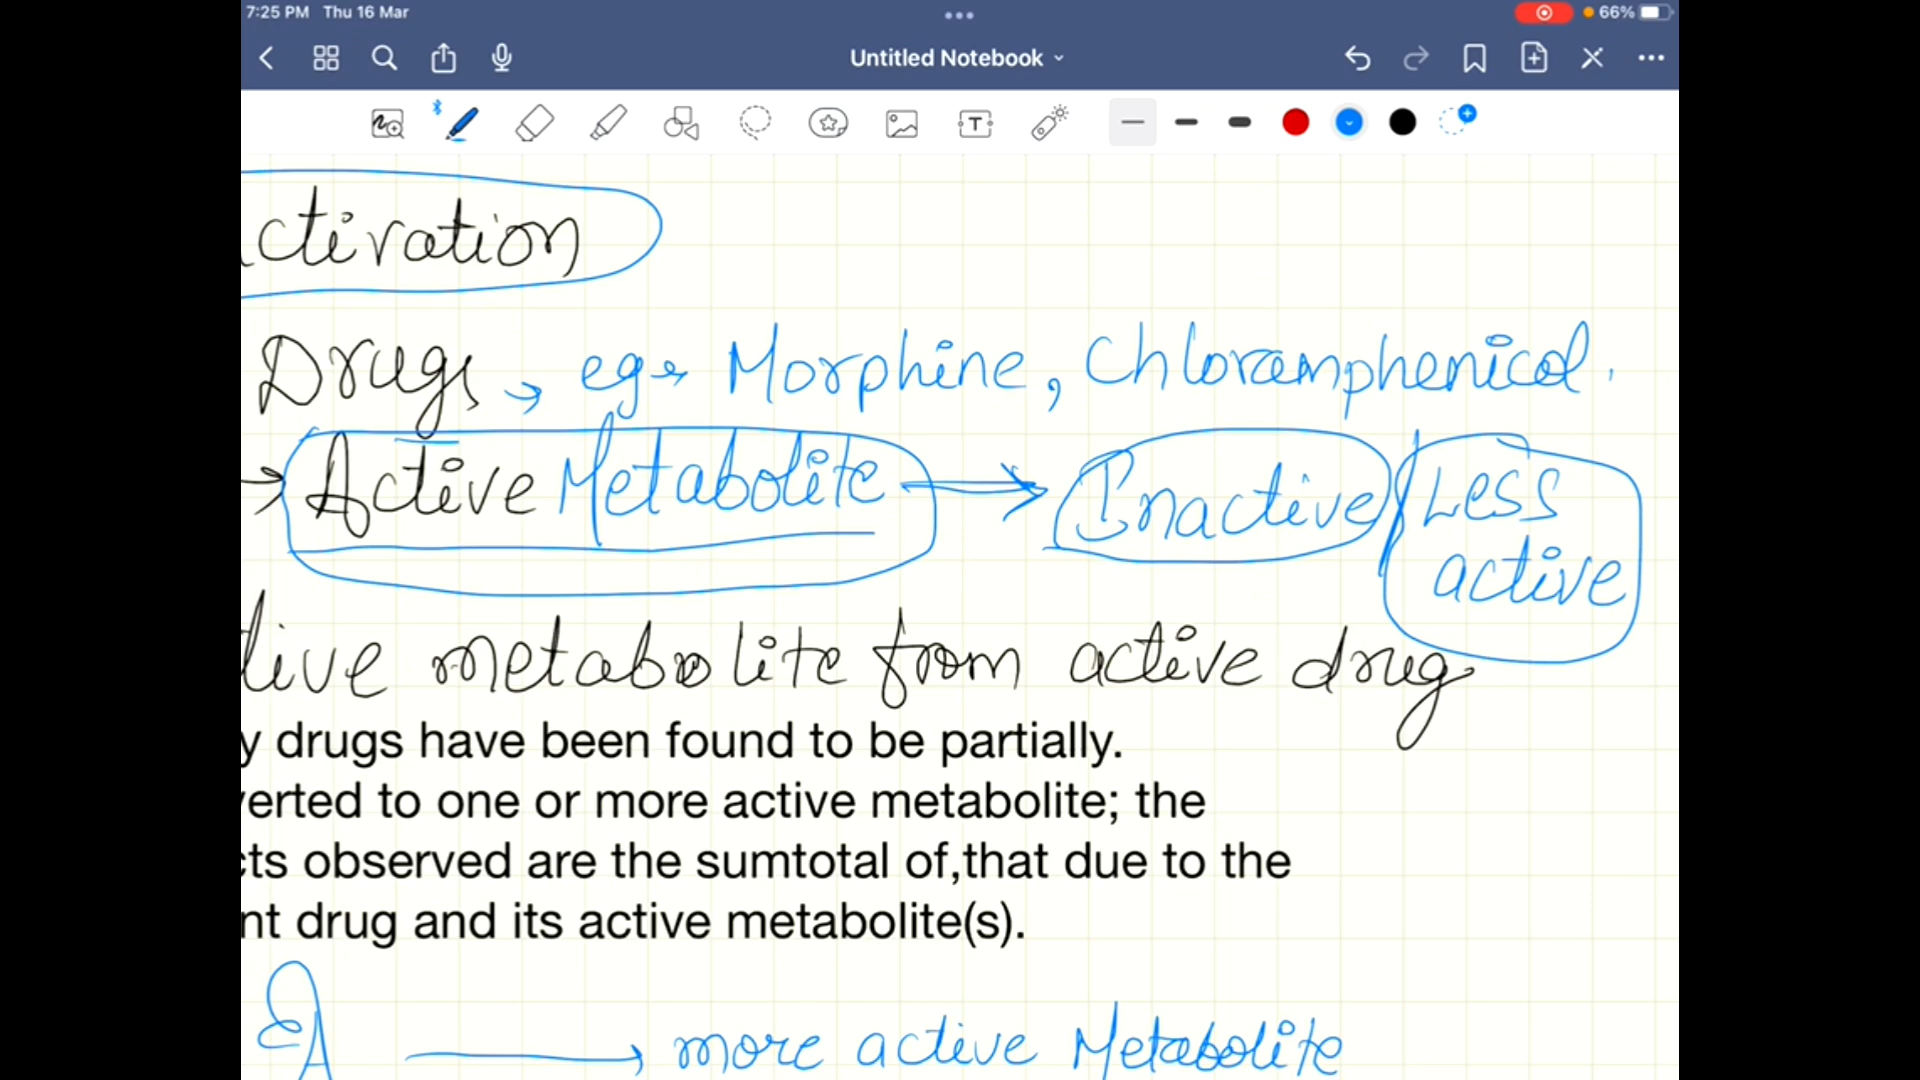 7:25 PM Thu 16 Mar
66%
Untitled Notebook
T
ctivation
Drugs → eg → Morphine, Chloramphenicol.
→ Active Metabolite → Inactive / Less
active
tive metabolite from active drug
y drugs have been found to be partially.
verted to one or more active metabolite; the
cts observed are the sumtotal of,that due to the
nt drug and its active metabolite(s).
→ more active Metabolite